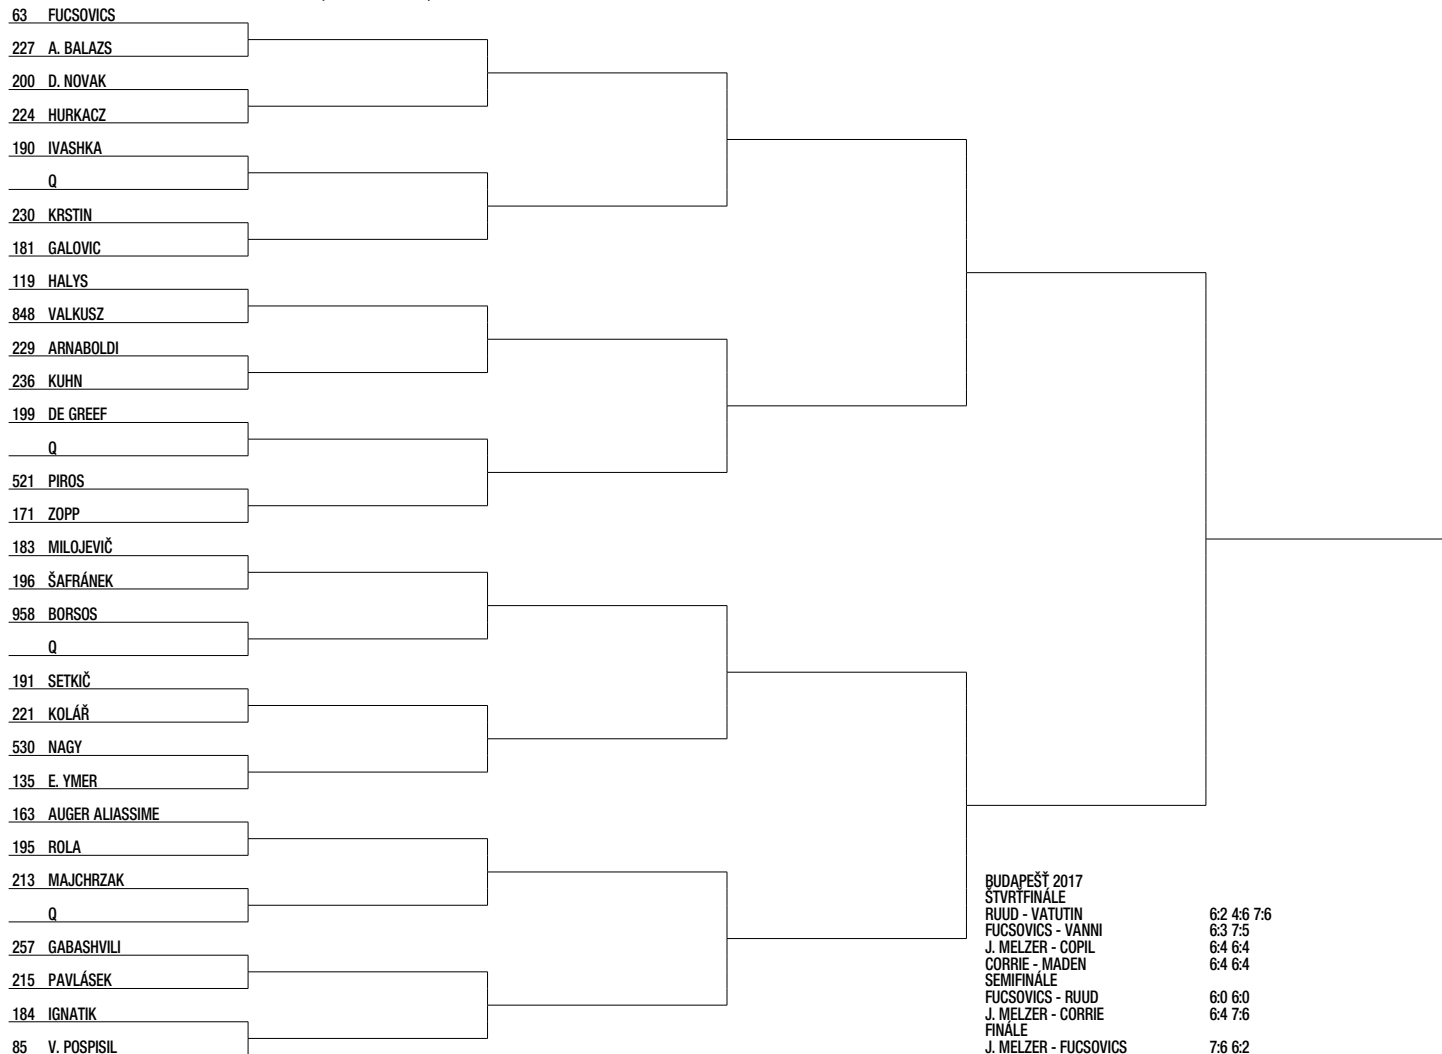 63 FUCSOVICS
227 A. BALAZS
200 D. NOVAK
224 HURKACZ
190 IVASHKA
Q
230 KRSTIN
181 GALOVIC
119 HALYS
848 VALKUSZ
229 ARNABOLDI
236 KUHN
199 DE GREEF
Q
521 PIROS
171 ZOPP
183 MILOJEVIČ
196 ŠAFRÁNEK
958 BORSOS
Q
191 SETKIČ
221 KOLÁŘ
530 NAGY
135 E. YMER
163 AUGER ALIASSIME
195 ROLA
213 MAJCHRZAK
Q
257 GABASHVILI
215 PAVLÁSEK
184 IGNATIK
85 V. POSPISIL
BUDAPEŠŤ 2017
ŠTVRŤFINÁLE
RUUD - VATUTIN 6:2 4:6 7:6
FUCSOVICS - VANNI 6:3 7:5
J. MELZER - COPIL 6:4 6:4
CORRIE - MADEN 6:4 6:4
SEMIFINÁLE
FUCSOVICS - RUUD 6:0 6:0
J. MELZER - CORRIE 6:4 7:6
FINÁLE
J. MELZER - FUCSOVICS 7:6 6:2